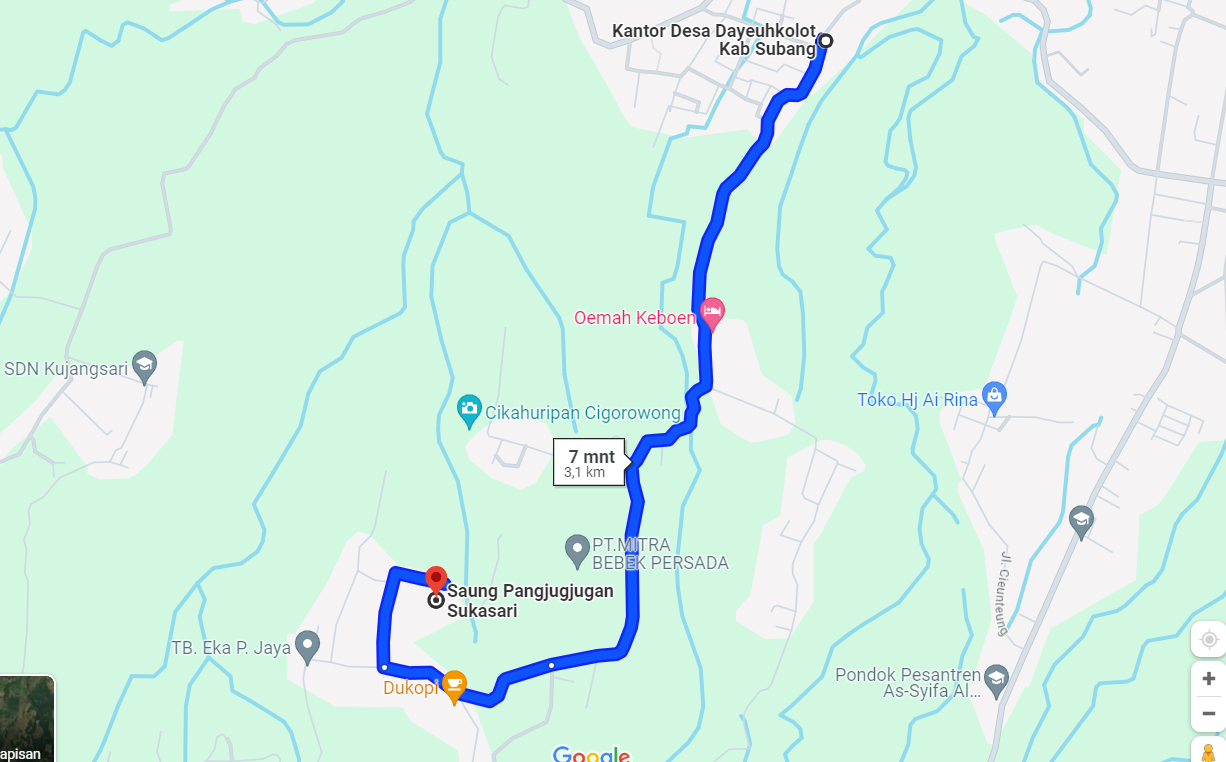 Kantor Desa Dayeuhkolot
Kab Subang
Oemah Keboen
SDN Kujangsari
Toko Hj Ai Rina
Cikahuripan Cigorowong
7 mnt
3,1 km
PT.MITRA
BEBEK PERSADA
Jl. Cieunteung
Saung Pangjugjugan
Sukasari
TB. Eka P. Jaya
Dukopi
Pondok Pesantren
As-Syifa Al...
apisan
Google